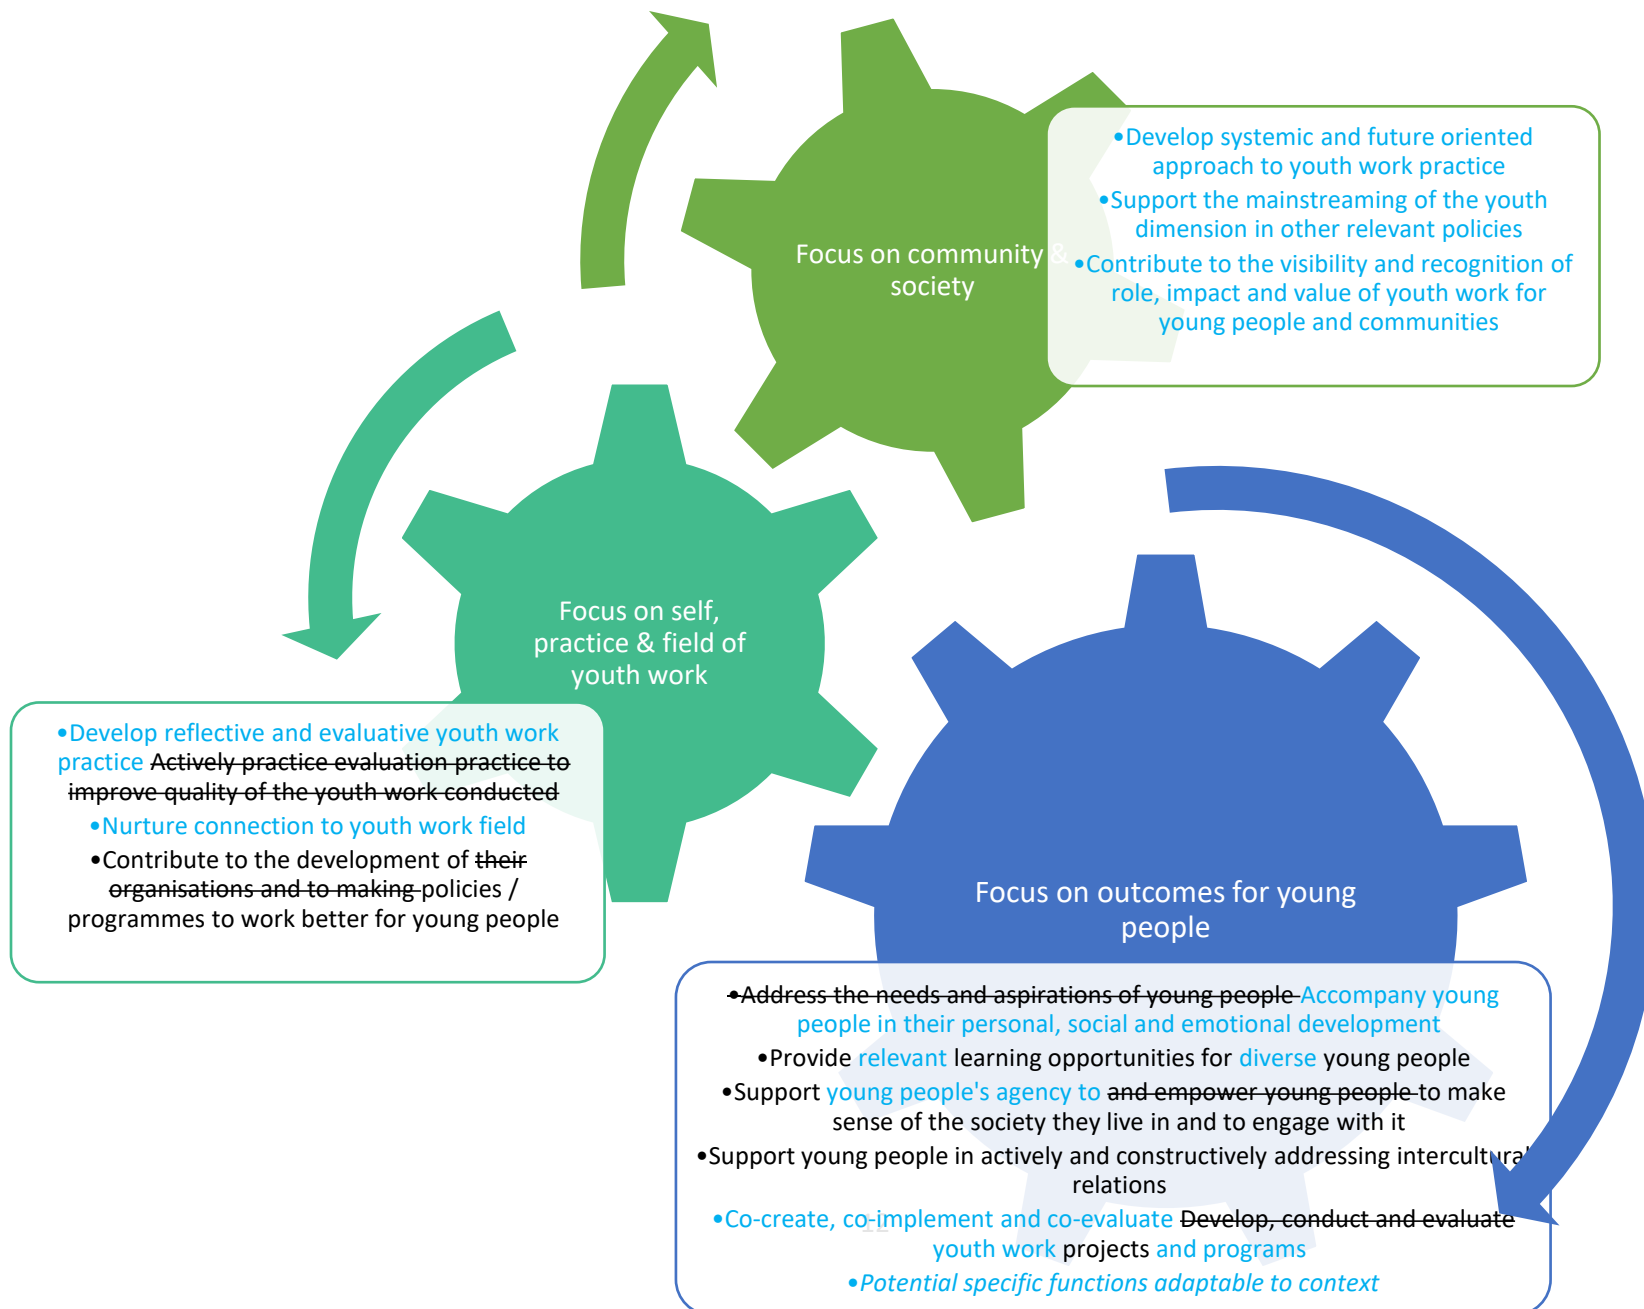 Focus on community &
society
•Develop systemic and future oriented
approach to youth work practice
•Support the mainstreaming of the youth
dimension in other relevant policies
•Contribute to the visibility and recognition of
role, impact and value of youth work for
young people and communities
Focus on self,
practice & field of
youth work
•Develop reflective and evaluative youth work
practice Actively practice evaluation practice to
improve quality of the youth work conducted
•Nurture connection to youth work field
•Contribute to the development of their
organisations and to making policies /
programmes to work better for young people
Focus on outcomes for young
people
•Address the needs and aspirations of young people Accompany young
people in their personal, social and emotional development
•Provide relevant learning opportunities for diverse young people
•Support young people's agency to and empower young people to make
sense of the society they live in and to engage with it
•Support young people in actively and constructively addressing intercultural
relations
•Co-create, co-implement and co-evaluate Develop, conduct and evaluate
youth work projects and programs
•Potential specific functions adaptable to context